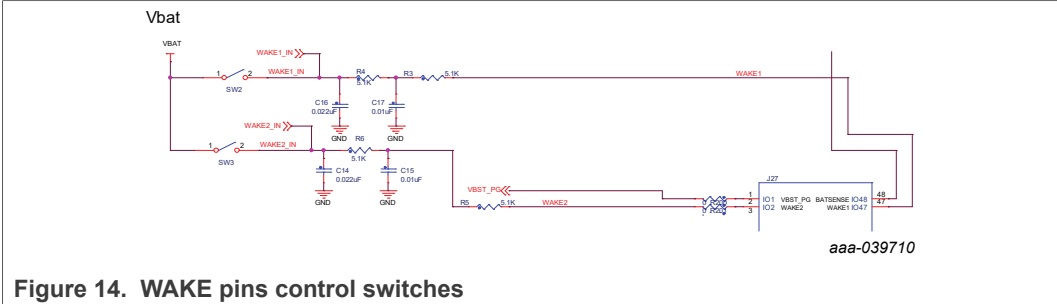 Vbat
VBAT
WAKE1_IN
1 2 WAKE1_IN R4 R3 5.1K WAKE1
5.1K
SW2
C16 C17
0.022uF 0.01uF
WAKE2_IN GND GND
1 2 WAKE2_IN R6
5.1K
SW3
C14 C15
0.022uF 0.01uF
J27
VBST_PG
GND GND
1 IO1 VBST_PG BATSENSE IO48 48
R5 5.1K WAKE2 0 2 IO2 WAKE2 WAKE1 IO47 47
0 3
aaa-039710
Figure 14. WAKE pins control switches